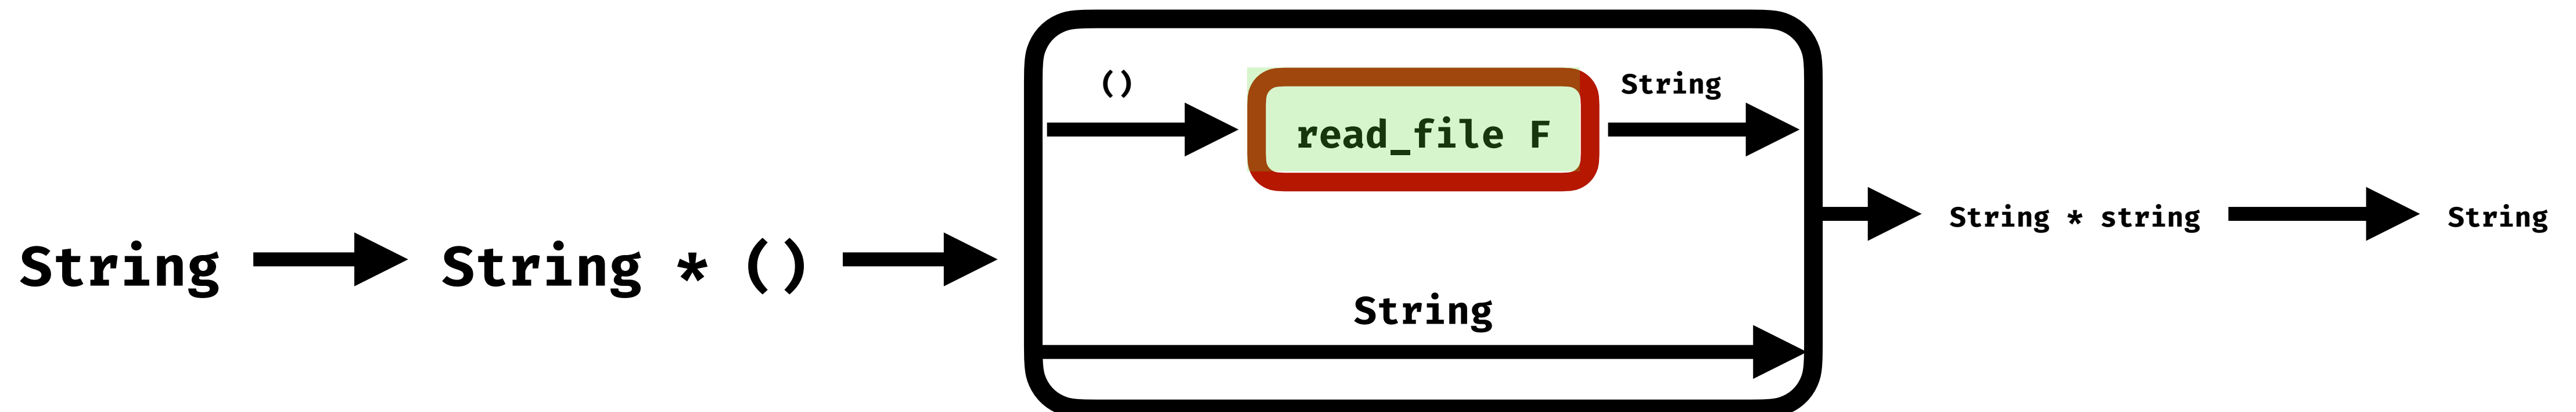 String
String * ()
()
read_file F
String
String
String * string
String